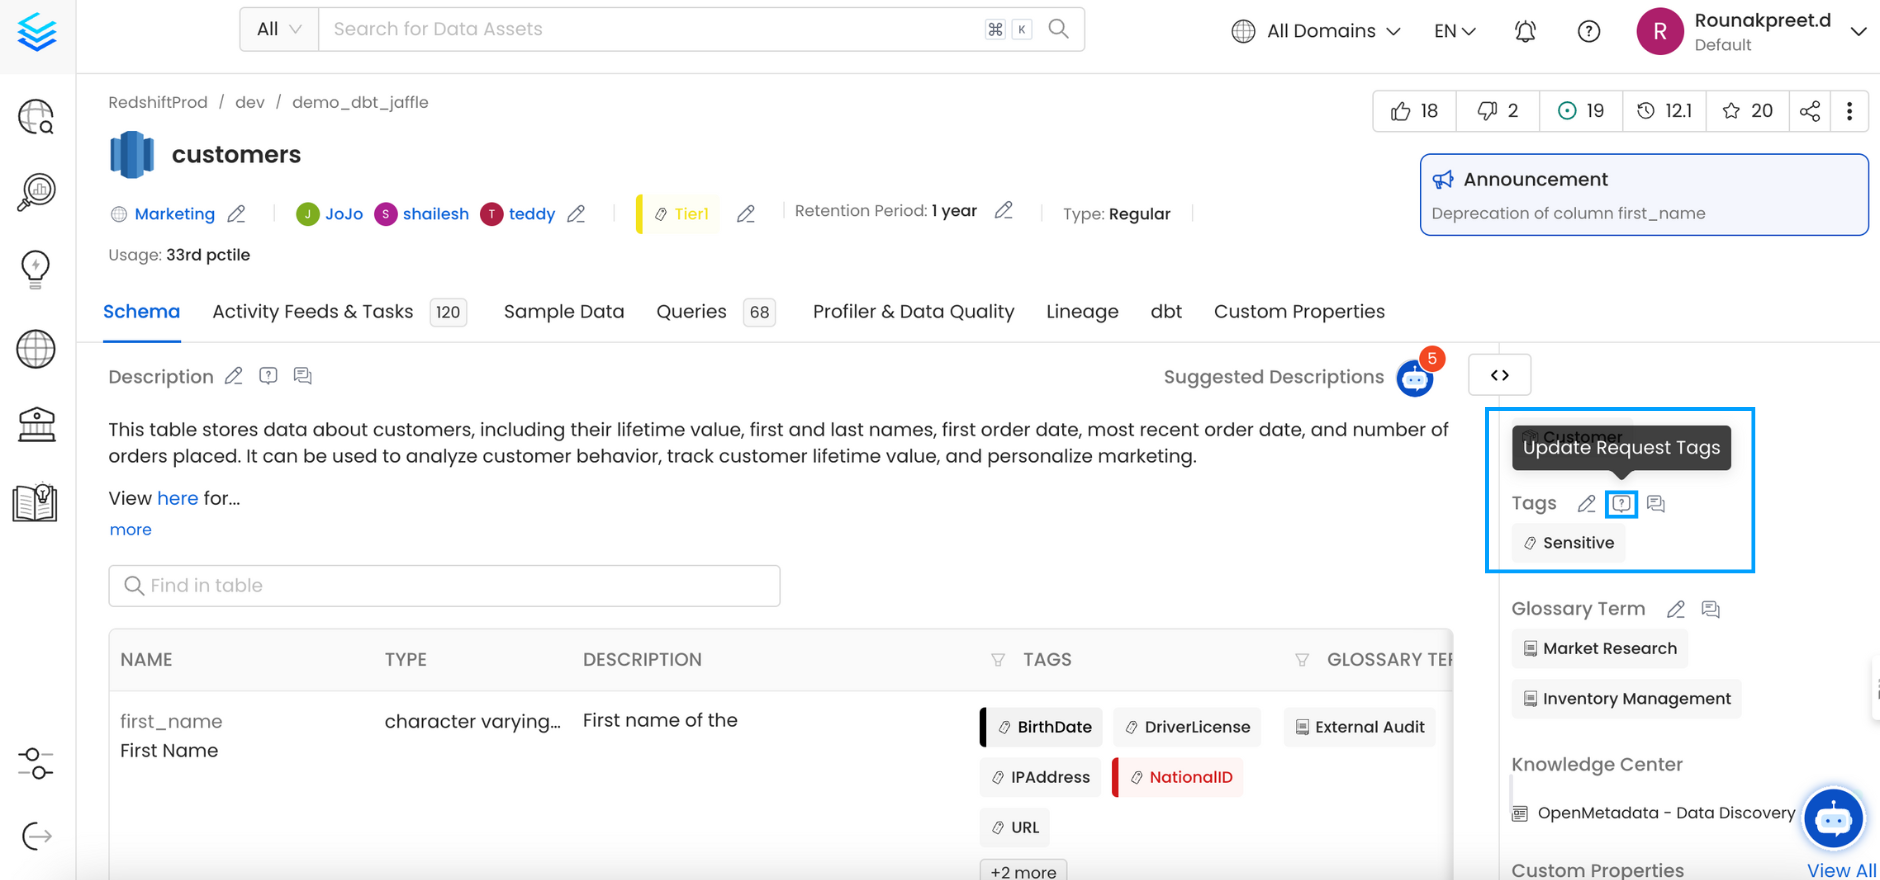 All
Search for Data Assets
⌘ K
All Domains
EN
R
Rounakpreet.d
Default
RedshiftProd / dev / demo_dbt_jaffle
18
2
19
12.1
20
customers
Announcement
Deprecation of column first_name
Marketing
J JoJo
S shailesh
T teddy
Tier1
Retention Period: 1 year
Type: Regular
Usage: 33rd pctile
Schema
Activity Feeds & Tasks 120
Sample Data
Queries 68
Profiler & Data Quality
Lineage
dbt
Custom Properties
Description
Suggested Descriptions
5
This table stores data about customers, including their lifetime value, first and last names, first order date, most recent order date, and number of
orders placed. It can be used to analyze customer behavior, track customer lifetime value, and personalize marketing.
View here for...
more
Find in table
NAME
TYPE
DESCRIPTION
TAGS
GLOSSARY TER
first_name
First Name
character varying...
First name of the
BirthDate
DriverLicense
IPAddress
NationalID
URL
+2 more
External Audit
Customer
Update Request Tags
Tags
Sensitive
Glossary Term
Market Research
Inventory Management
Knowledge Center
OpenMetadata - Data Discovery
Custom Properties
View All